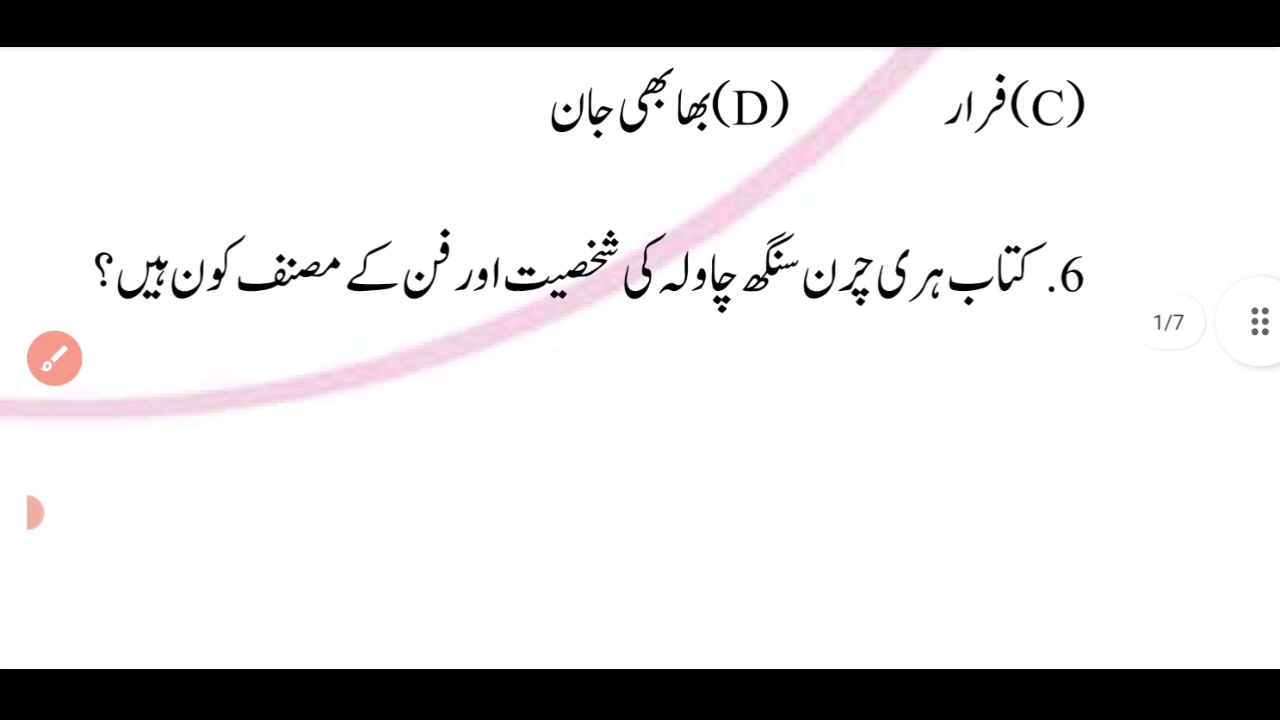 (C) فرار (D) بھابھی جان
6. کتاب ہری چرن سنگھ چاولہ کی شخصیت اور فن کے مصنف کون ہیں؟
1/7